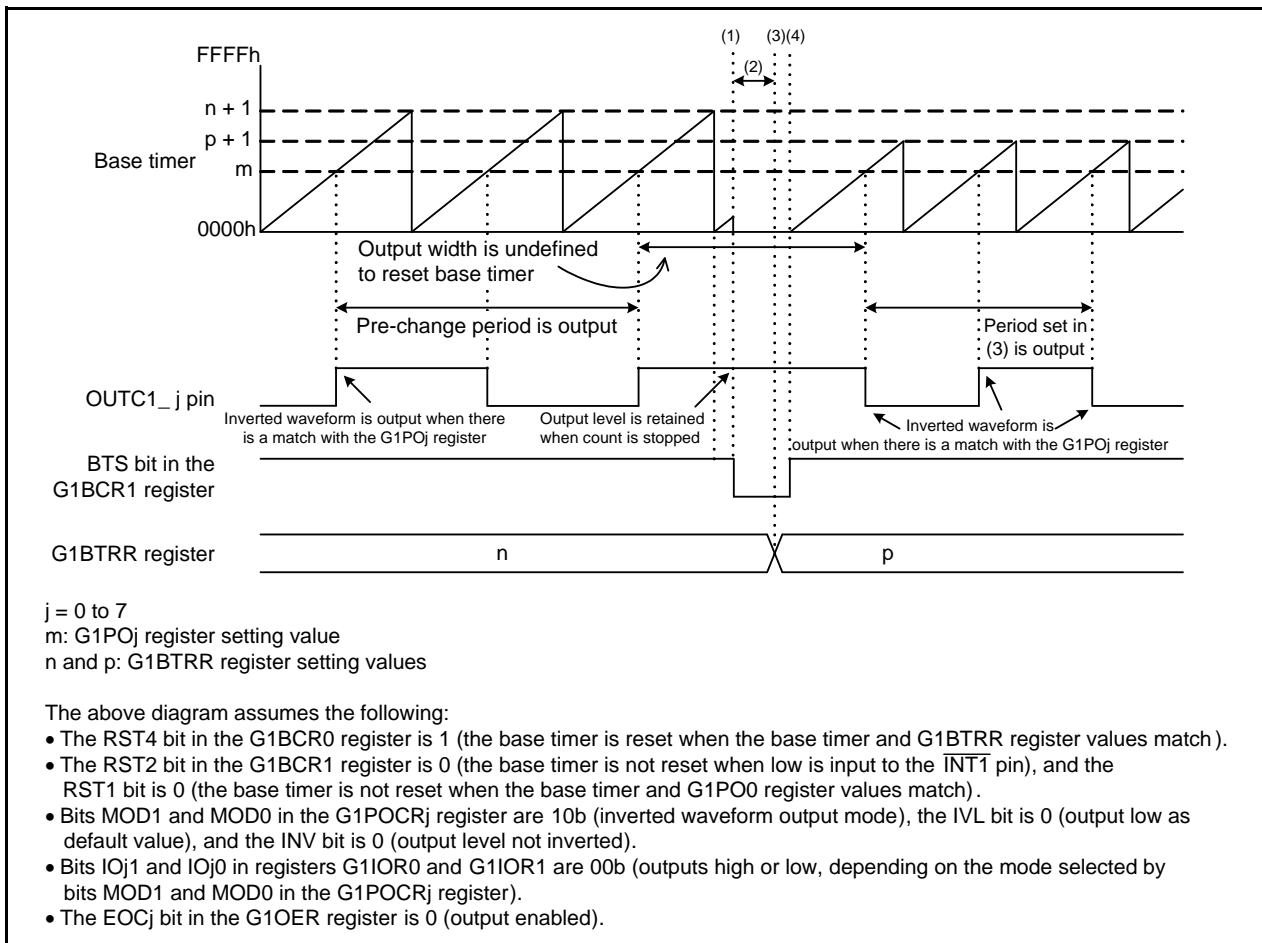 (1) (3)(4)
FFFFh
(2)
n + 1
p + 1
Base timer
m
0000h
Output width is undefined
to reset base timer
Pre-change period is output
Period set in
(3) is output
OUTC1_ j pin
Inverted waveform is output when there
is a match with the G1POj register
Output level is retained
when count is stopped
Inverted waveform is
output when there is a match with the G1POj register
BTS bit in the
G1BCR1 register
G1BTRR register
n
p
j = 0 to 7
m: G1POj register setting value
n and p: G1BTRR register setting values
The above diagram assumes the following:
• The RST4 bit in the G1BCR0 register is 1 (the base timer is reset when the base timer and G1BTRR register values match).
• The RST2 bit in the G1BCR1 register is 0 (the base timer is not reset when low is input to the INT1 pin), and the
RST1 bit is 0 (the base timer is not reset when the base timer and G1PO0 register values match).
• Bits MOD1 and MOD0 in the G1POCRj register are 10b (inverted waveform output mode), the IVL bit is 0 (output low as
default value), and the INV bit is 0 (output level not inverted).
• Bits IOj1 and IOj0 in registers G1IOR0 and G1IOR1 are 00b (outputs high or low, depending on the mode selected by
bits MOD1 and MOD0 in the G1POCRj register).
• The EOCj bit in the G1OER register is 0 (output enabled).